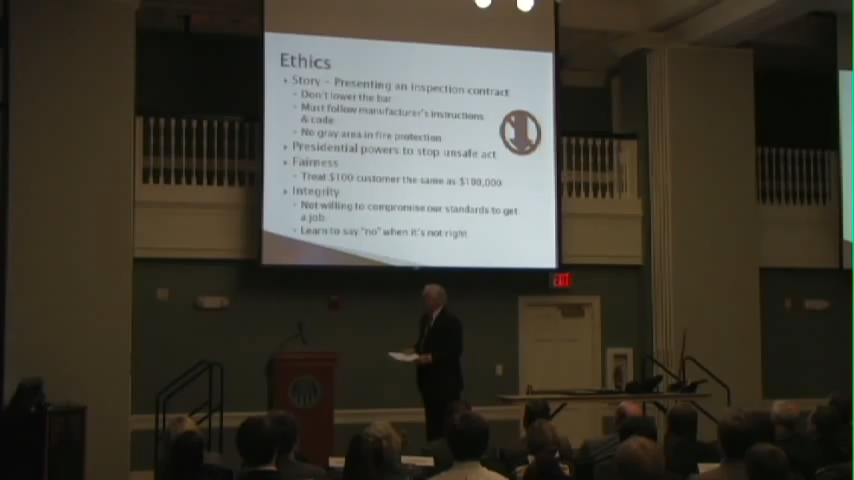 Ethics
Story - Presenting an inspection contract
Don't lower the bar
Must follow manufacturer's instructions
& code
No gray area in fire protection
Presidential powers to stop unsafe act
Fairness
Treat $100 customer the same as $100,000
Integrity
Not willing to compromise our standards to get
a job
Learn to say "no" when it's not right
EXIT